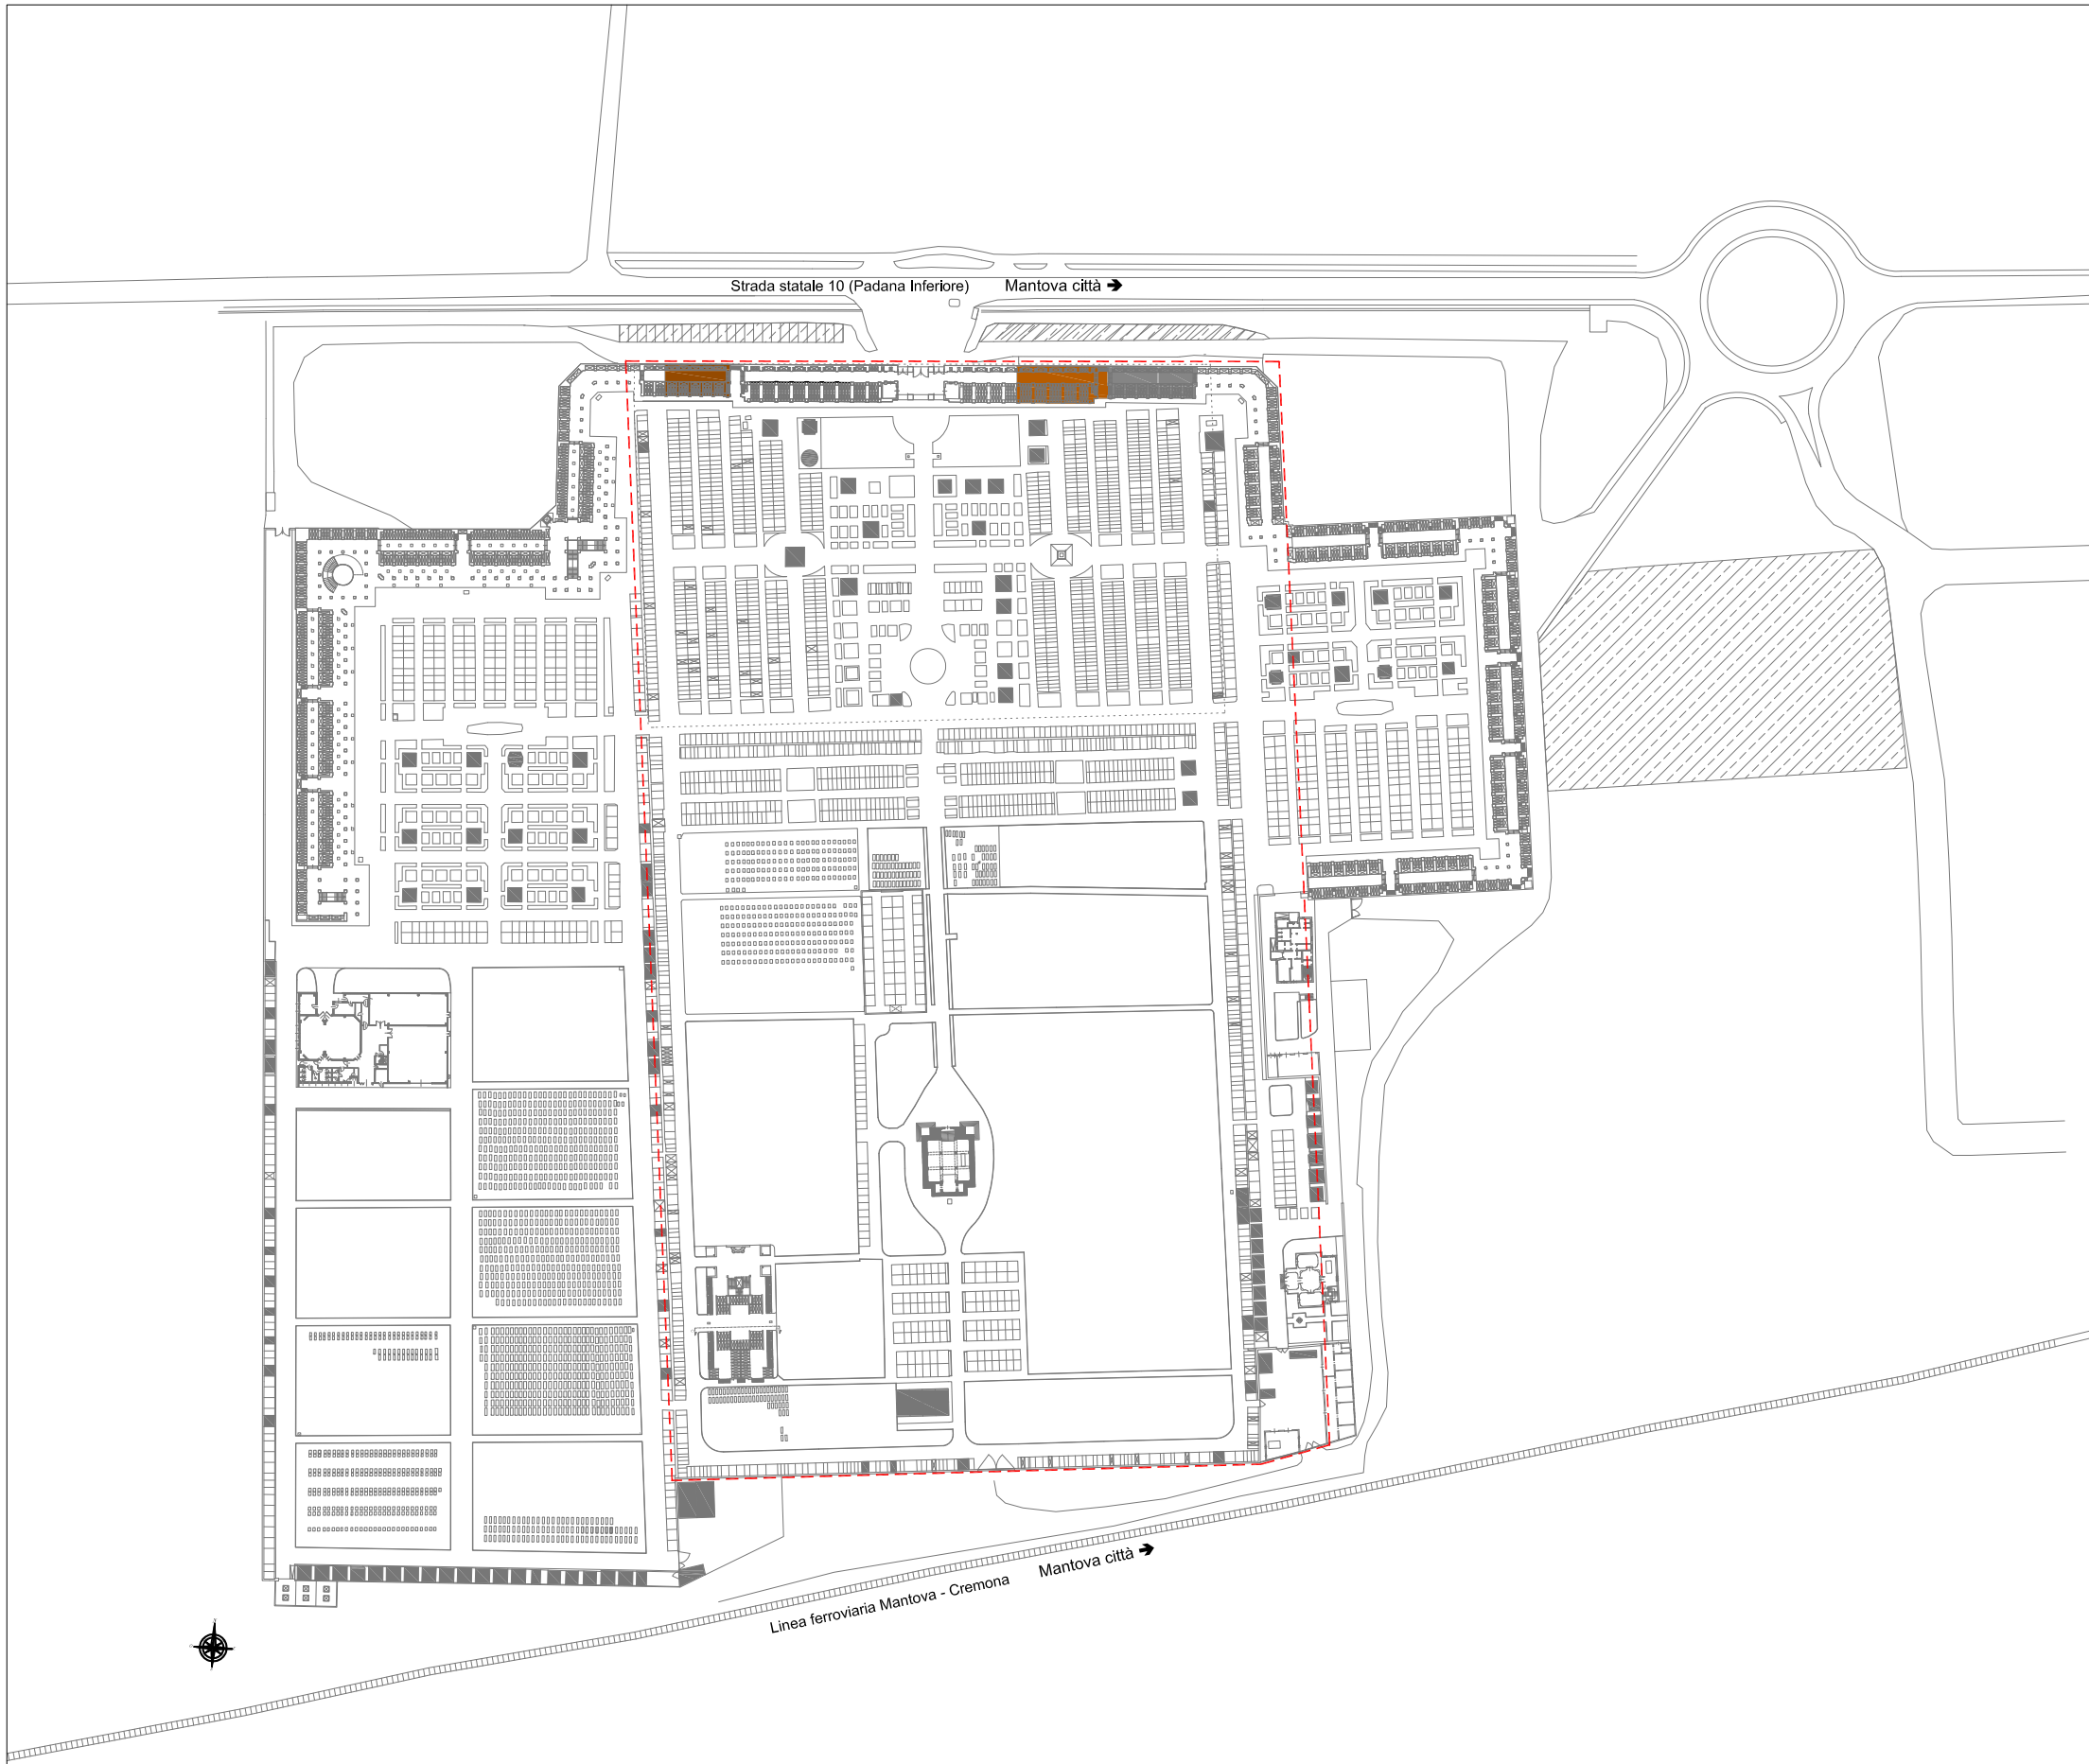 Strada statale 10 (Padana Inferiore) Mantova città ➔
Linea ferroviaria Mantova - Cremona Mantova città ➔